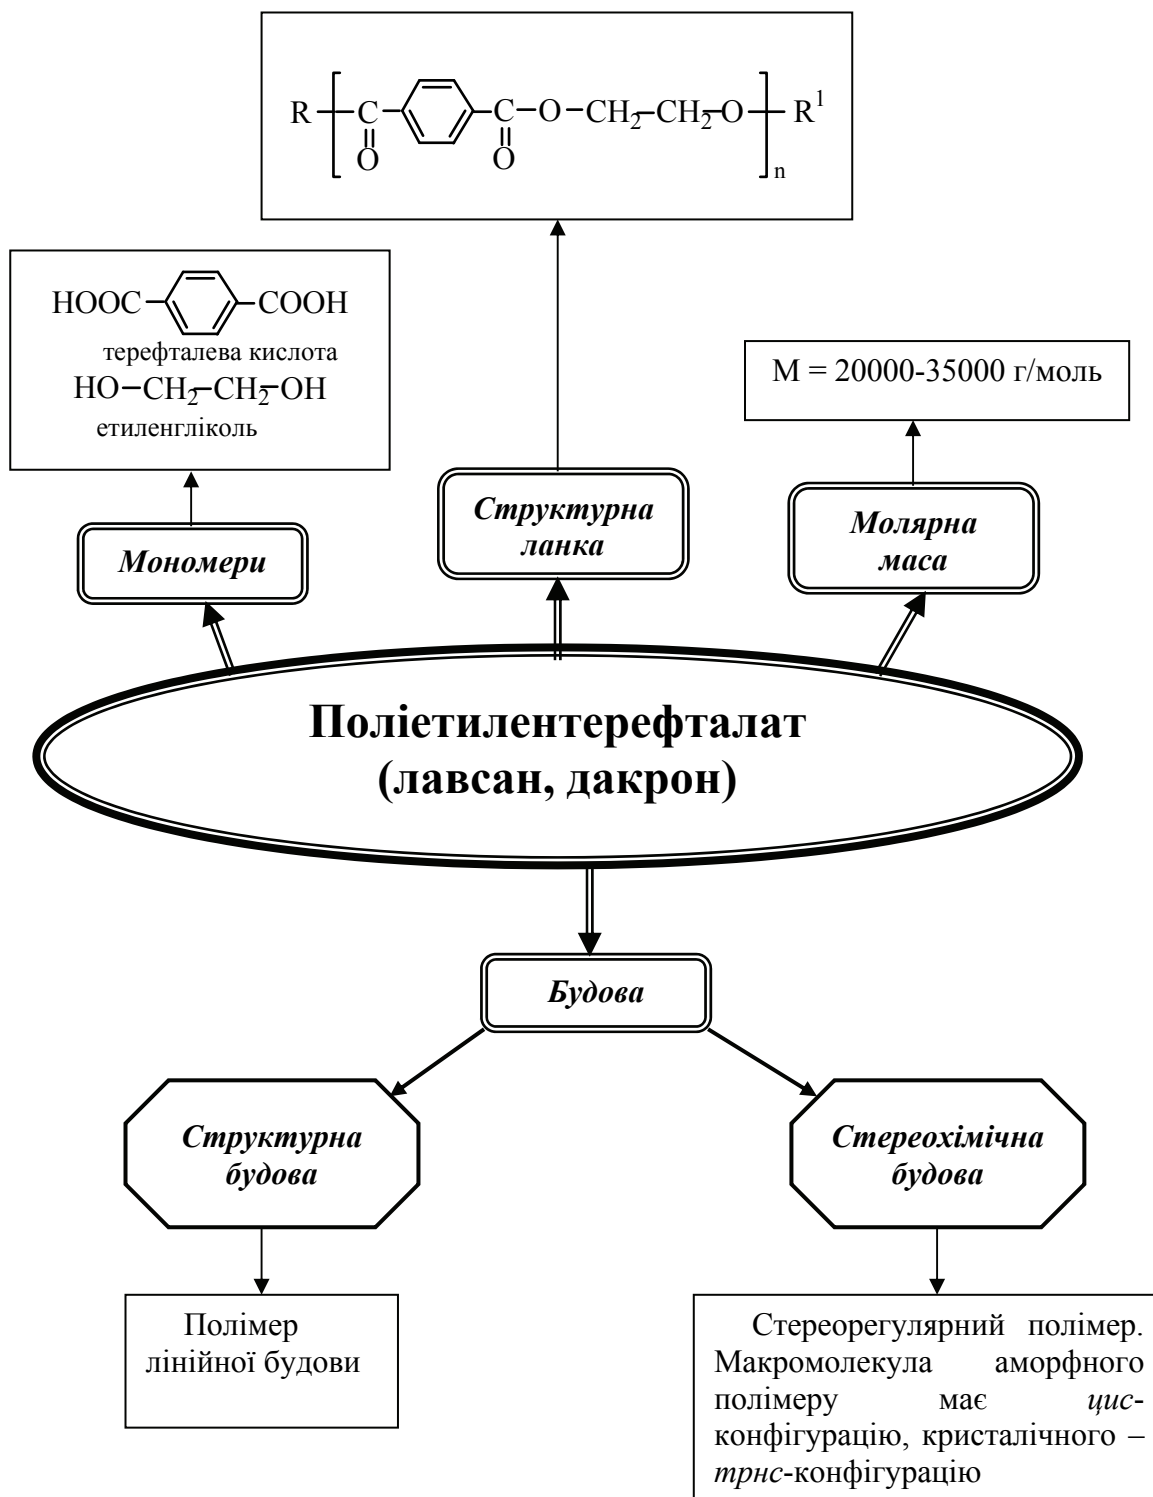 R [ C C–O–CH2–CH2–O ]n R1
O O
HOOC COOH
терефталева кислота
HO–CH2–CH2–OH
етиленгліколь
М = 20000-35000 г/моль
Мономери
Структурна
ланка
Молярна
маса
Поліетилентерефталат
(лавсан, дакрон)
Будова
Структурна
будова
Стереохімічна
будова
Полімер
лінійної будови
Стереорегулярний полімер.
Макромолекула аморфного
полімеру має цис-
конфігурацію, кристалічного –
трнс-конфігурацію